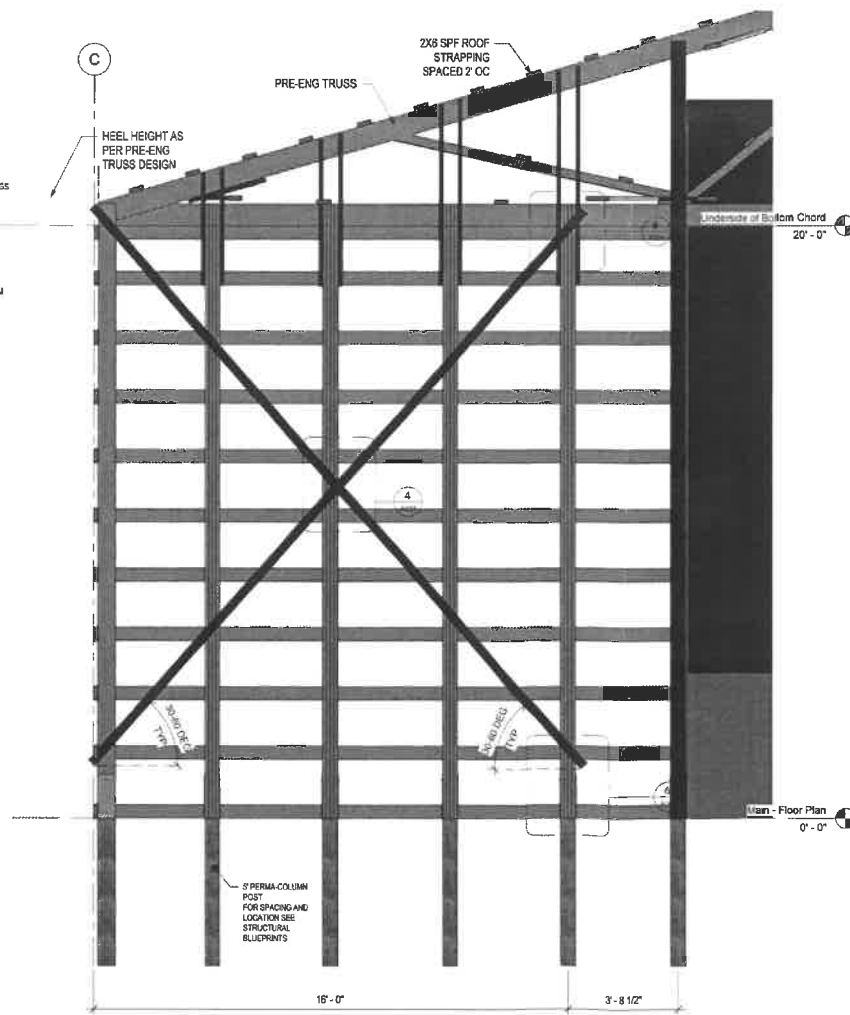 C
2X6 SPF ROOF
STRAPPING
SPACED 2' OC
PRE-ENG TRUSS
HEEL HEIGHT AS
PER PRE-ENG
TRUSS DESIGN
Underside of Bottom Chord
20' - 0"
4
30-60 DEG
TYP
30-60 DEG
TYP
6
Main - Floor Plan
0' - 0"
5' PERMA-COLUMN
POST
FOR SPACING AND
LOCATION SEE
STRUCTURAL
BLUEPRINTS
16' - 0"
3' - 8 1/2"